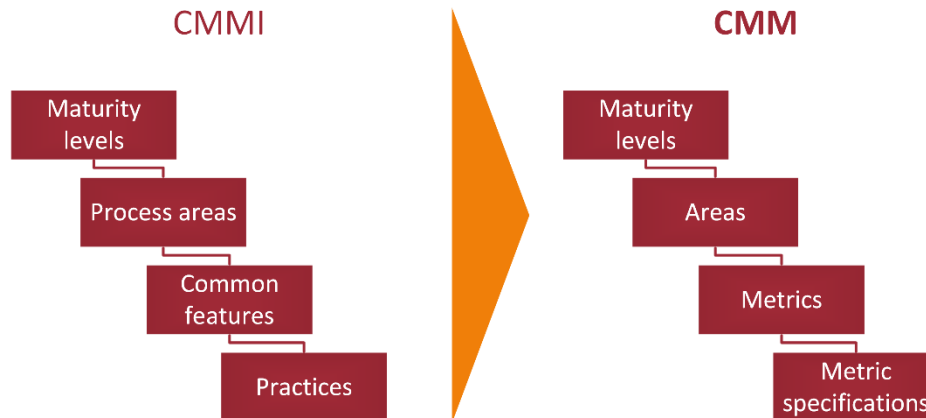 CMMI
Maturity
levels
Process areas
Common
features
Practices
CMM
Maturity
levels
Areas
Metrics
Metric
specifications